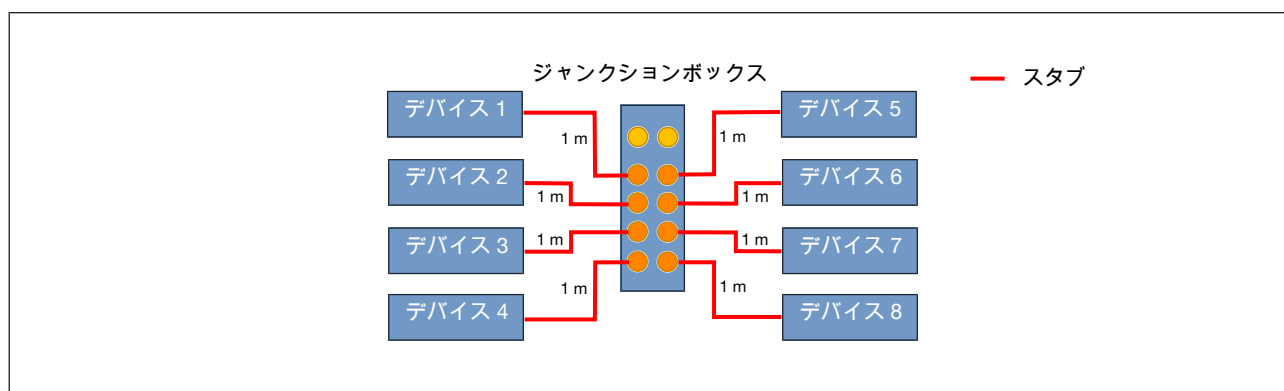 ジャンクションボックス
スタブ
デバイス 1
デバイス 5
1 m
1 m
デバイス 2
デバイス 6
1 m
1 m
デバイス 3
デバイス 7
1 m
1 m
デバイス 4
デバイス 8
1 m
1 m